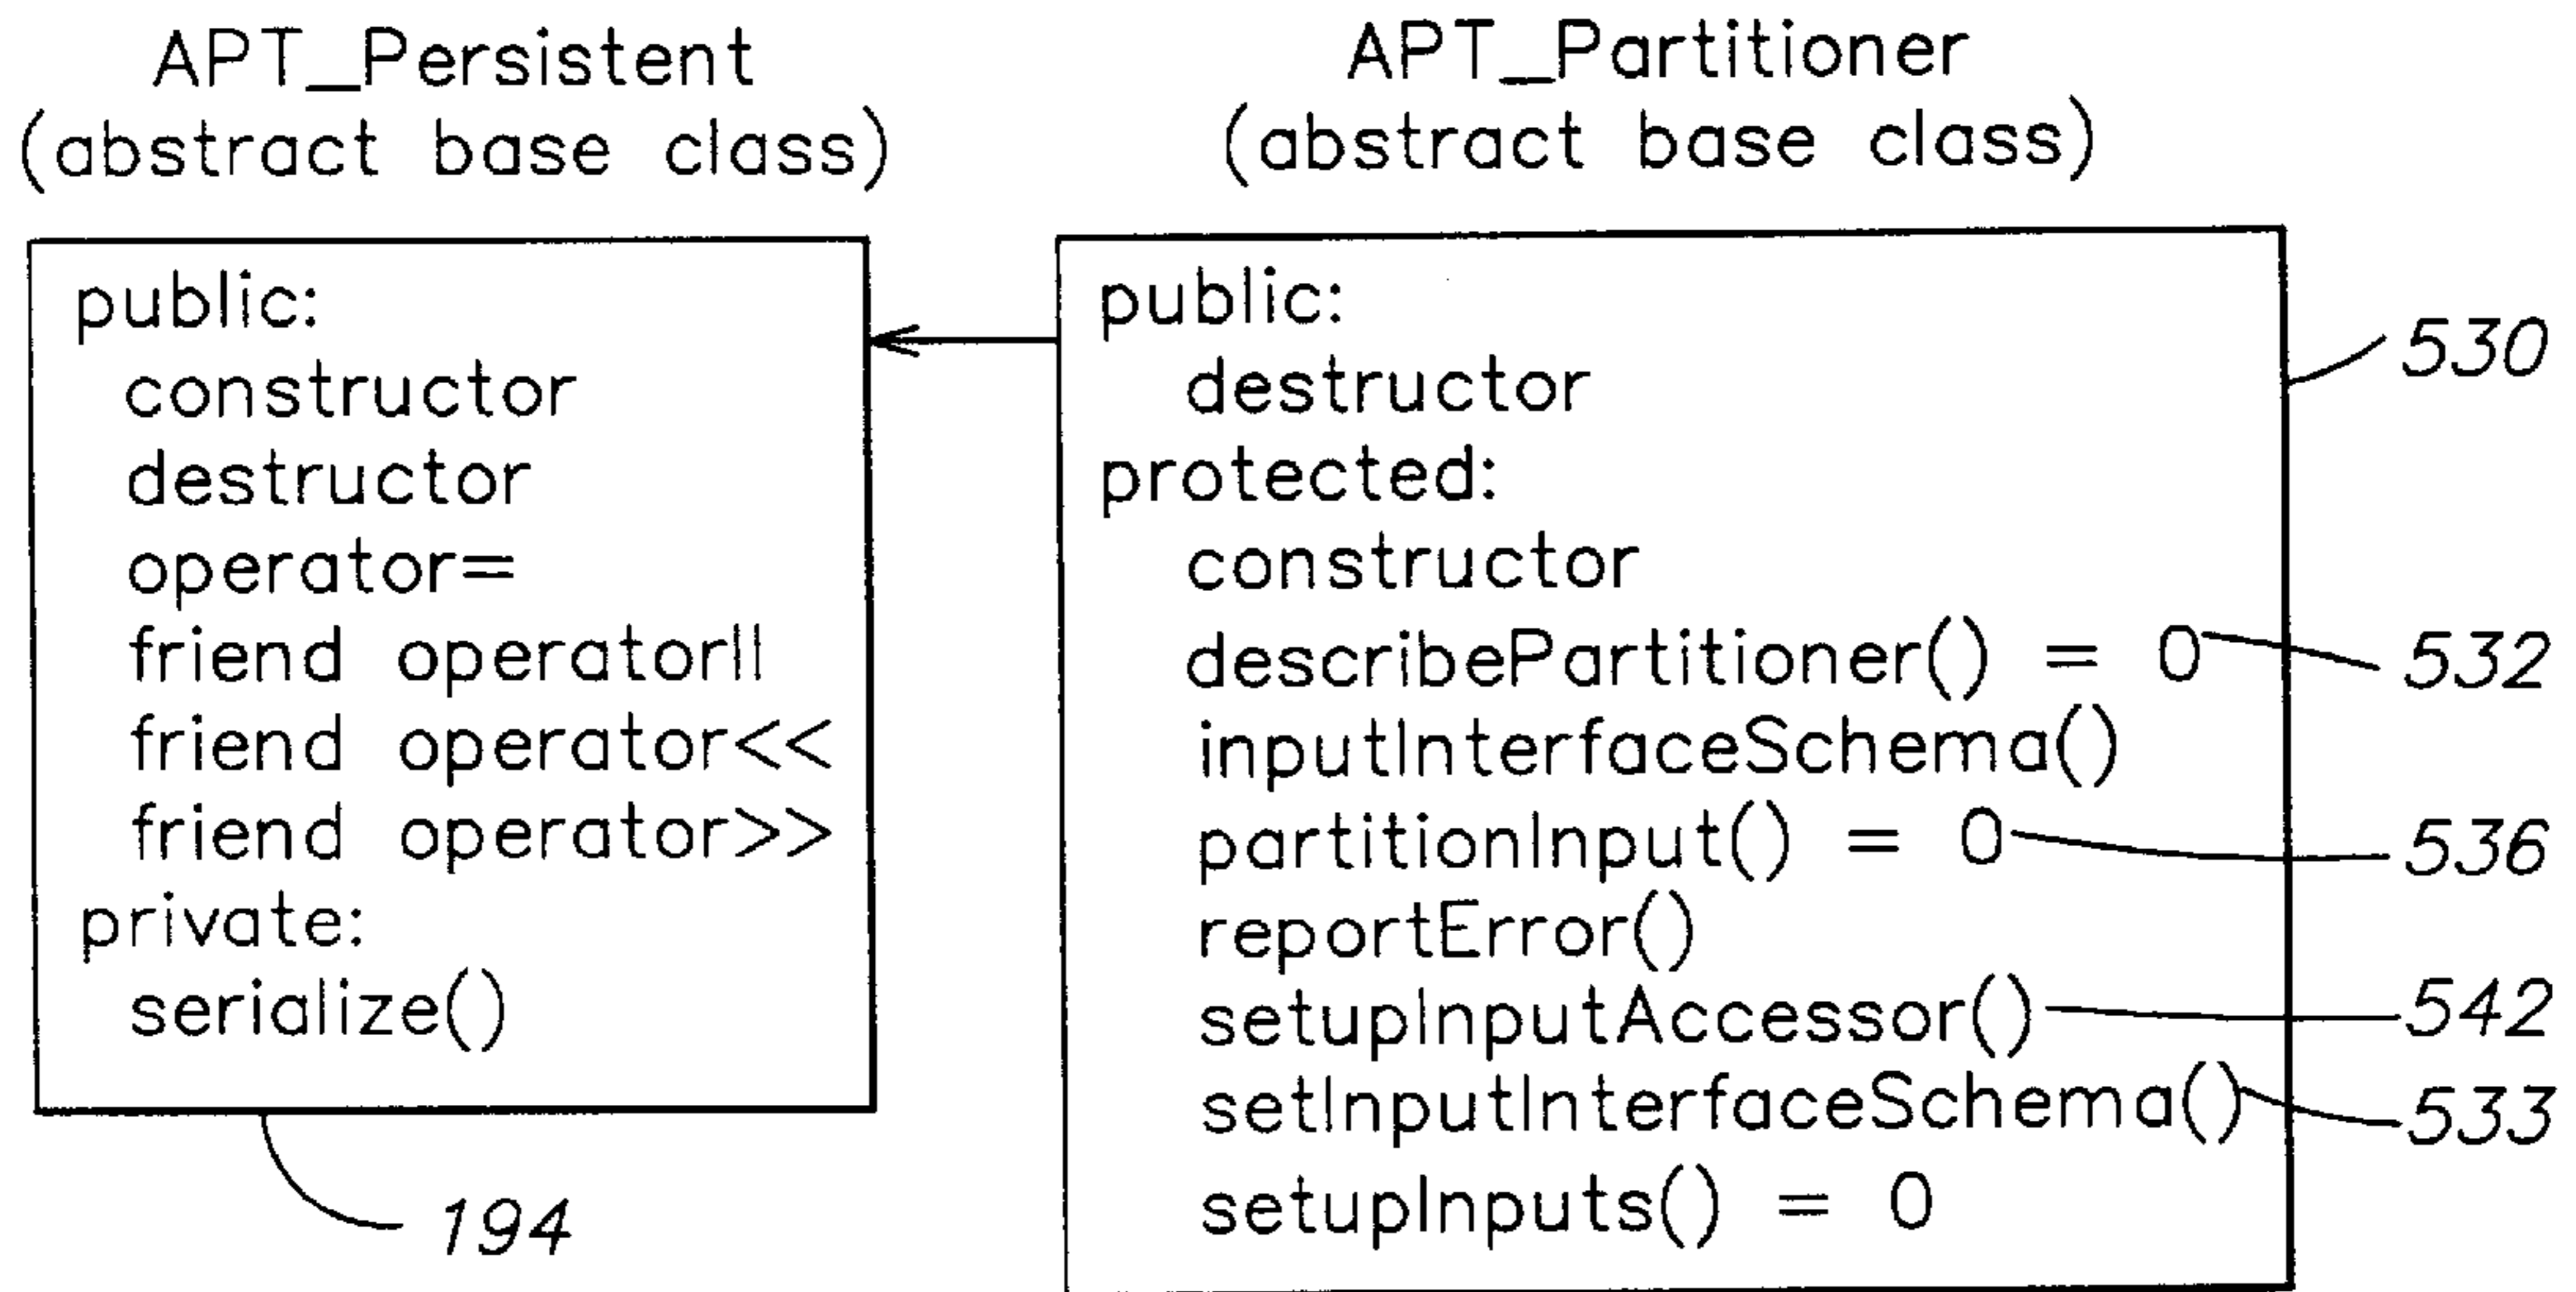 APT_Persistent
(abstract base class)
public:
constructor
destructor
operator=
friend operator||
friend operator<<
friend operator>>
private:
serialize()
194
APT_Partitioner
(abstract base class)
public:
destructor
protected:
constructor
describePartitioner() = 0
inputInterfaceSchema()
partitionInput() = 0
reportError()
setupInputAccessor()
setInputInterfaceSchema()
setupInputs() = 0
530
532
536
542
533